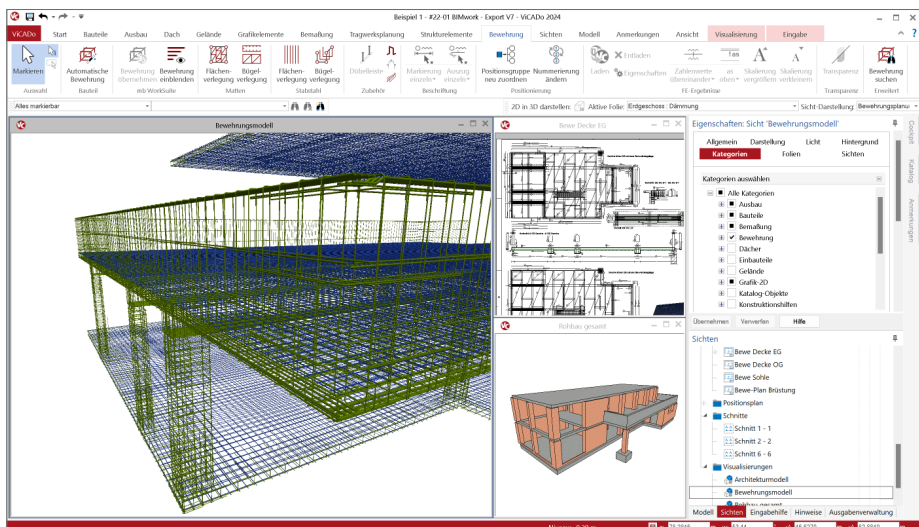 Beispiel 1 - #22-01 BIMwork - Export V7 - ViCADo 2024
ViCADo Start Bauteile Ausbau Dach Gelände Grafikelemente Bemaßung Tragwerksplanung Strukturelemente Bewehrung Sichten Modell Anmerkungen Ansicht Visualisierung Eingabe
Markieren
Auswahl
Automatische Bewehrung
Bauteil
Bewehrung übernehmen
Bewehrung einblenden
mb WorkSuite
Flächen- verlegung
Bügel- verlegung
Matten
Flächen- verlegung
Bügel- verlegung
Stabstahl
Dübelleiste
Zubehör
Markierung einzeln
Auszug einzeln
Beschriftung
Positionsgruppe neu zuordnen
Nummerierung ändern
Positionierung
Laden
Entladen
Eigenschaften
Zahlenwerte übereinander
as oben
Skalierung vergrößern
Skalierung verkleinern
FE-Ergebnisse
Transparenz
Transparenz
Bewehrung suchen
Erweitert
Alles markierbar
2D in 3D darstellen: Aktive Folie: Erdgeschoss : Dämmung Sicht-Darstellung: Bewehrungsplanu
Bewehrungsmodell
Bewe Decke EG
Rohbau gesamt
Eigenschaften: Sicht 'Bewehrungsmodell'
Allgemein Darstellung Licht Hintergrund
Kategorien Folien Sichten
Kategorien auswählen
Alle Kategorien
Ausbau
Bauteile
Bemaßung
Bewehrung
Dächer
Einbauteile
Gelände
Grafik-2D
Katalog-Objekte
Konstruktionshilfen
Übernehmen Verwerfen Hilfe
Sichten
Bewe Decke EG
Bewe Decke OG
Bewe Sohle
Bewe-Plan Brüstung
Positionsplan
Schnitte
Schnitt 1 - 1
Schnitt 2 - 2
Schnitt 6 - 6
Visualisierungen
Architekturmodell
Bewehrungsmodell
Rohbau gesamt
Modell Sichten Eingabehilfe Hinweise Ausgabenverwaltung
Cockpit
Katalog
Anmerkungen